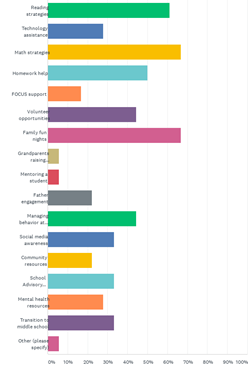 Reading
strategies
Technology
assistance
Math strategies
Homework help
FOCUS support
Volunteer
opportunities
Family fun
nights
Grandparents
raising...
Mentoring a
student
Father
engagement
Managing
behavior at...
Social media
awareness
Community
resources
School
Advisory...
Mental health
resources
Transition to
middle school
Other (please
specify)
0% 10% 20% 30% 40% 50% 60% 70% 80% 90% 100%